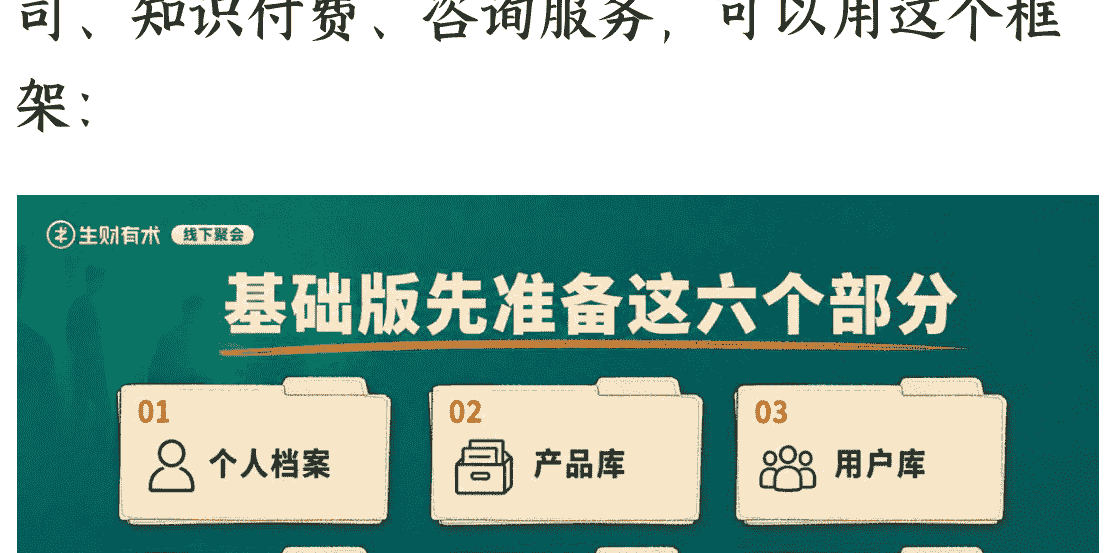 司、知识付费、咨询服务，可以用这个框
架：
生财有术 线下聚会
基础版先准备这六个部分
01
02
03
个人档案
产品库
用户库